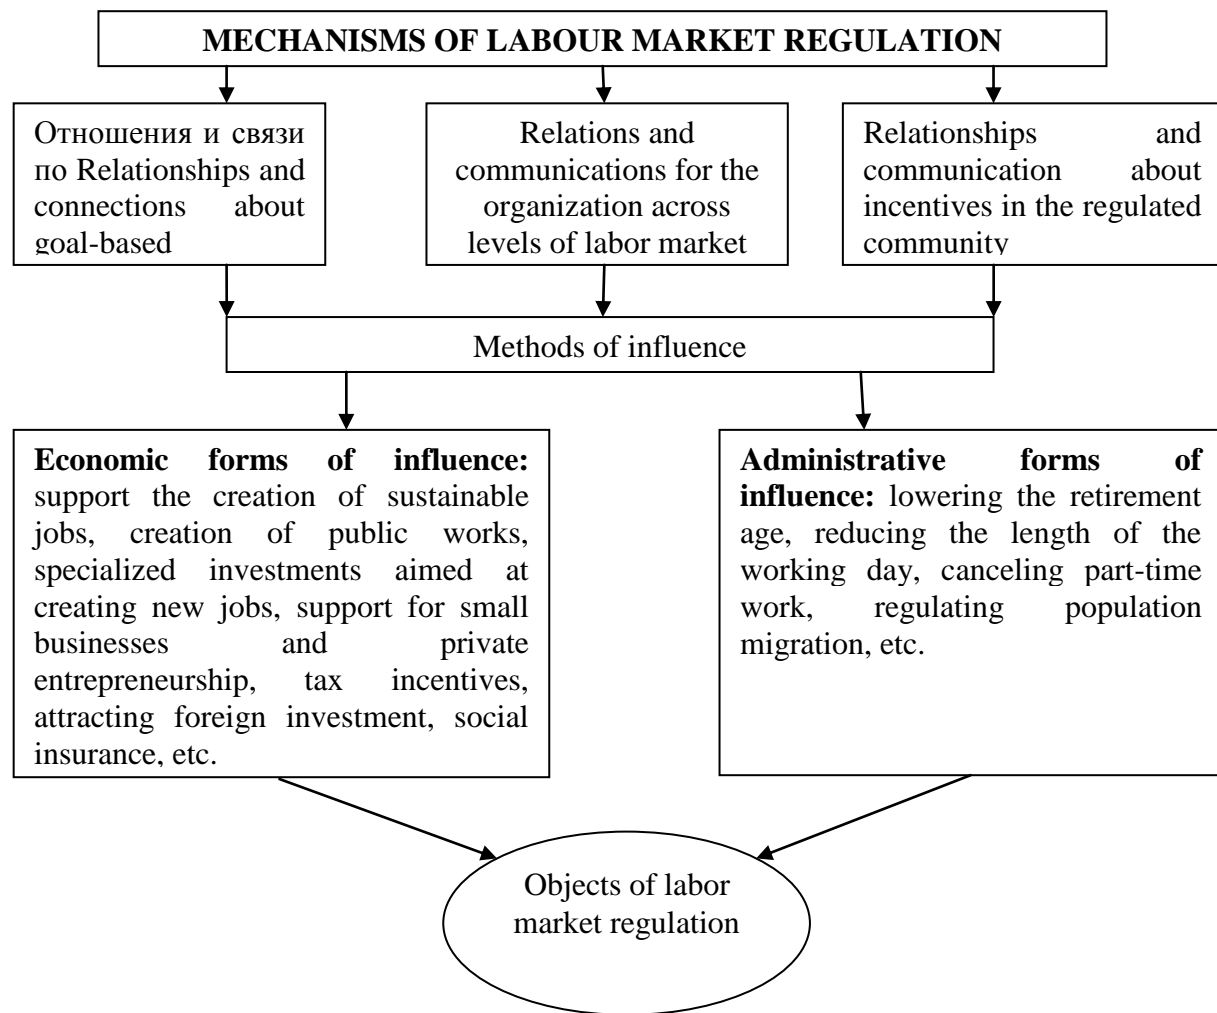 MECHANISMS OF LABOUR MARKET REGULATION
Отношения и связи
по Relationships and
connections about
goal-based
Relations and
communications for the
organization across
levels of labor market
Relationships and
communication about
incentives in the regulated
community
Methods of influence
Economic forms of influence:
support the creation of sustainable
jobs, creation of public works,
specialized investments aimed at
creating new jobs, support for small
businesses and private
entrepreneurship, tax incentives,
attracting foreign investment, social
insurance, etc.
Administrative forms of
influence: lowering the retirement
age, reducing the length of the
working day, canceling part-time
work, regulating population
migration, etc.
Objects of labor
market regulation